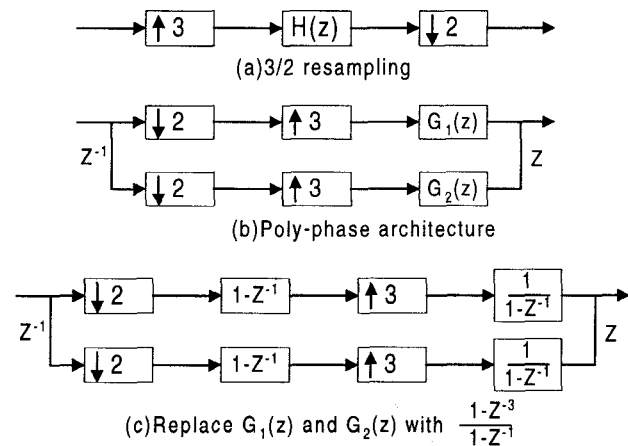 ↑ 3 H(z) ↓ 2
(a)3/2 resampling
↓ 2 ↑ 3 G₁(z)
Z⁻¹ Z
↓ 2 ↑ 3 G₂(z)
(b)Poly-phase architecture
↓ 2 1-Z⁻¹ ↑ 3 1/(1-Z⁻¹)
Z⁻¹ Z
↓ 2 1-Z⁻¹ ↑ 3 1/(1-Z⁻¹)
(c)Replace G₁(z) and G₂(z) with (1-Z⁻³)/(1-Z⁻¹)